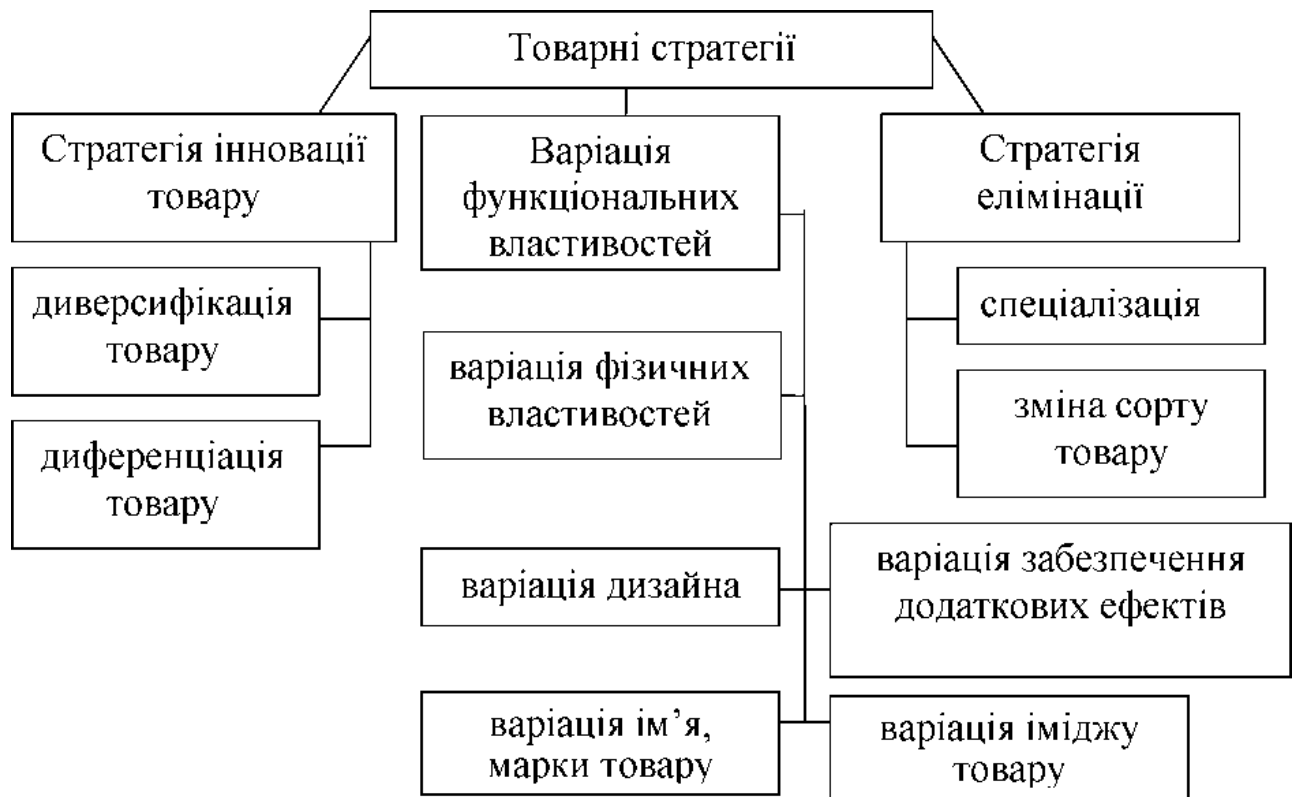 Товарні стратегії
Стратегія інновації
товару
диверсифікація
товару
диференціація
товару
Варіація
функціональних
властивостей
варіація фізичних
властивостей
варіація дизайна
варіація ім’я,
марки товару
Стратегія
елімінації
спеціалізація
зміна сорту
товару
варіація забезпечення
додаткових ефектів
варіація іміджу
товару